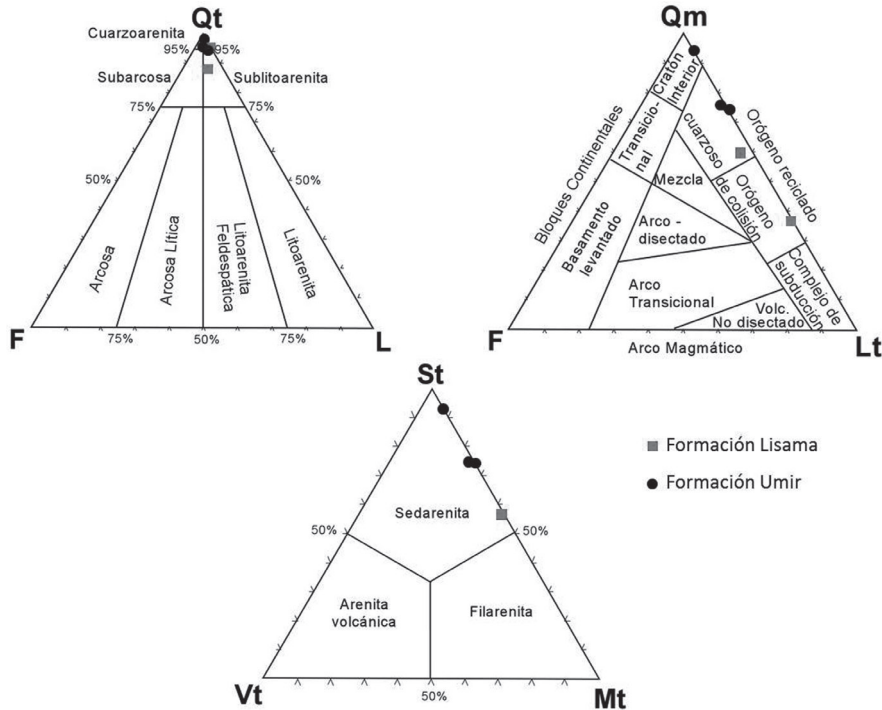 Qt
Cuarzoarenita
95%
95%
Subarcosa
Sublitoarenita
75%
75%
50%
50%
Arcosa
Arcosa Lítica
Litoarenita
Feldespática
Litoarenita
F
75%
50%
75%
L
Qm
Cratón
Interior
Bloques Continentales
Transicio-
nal
cuarzoso
Orógeno reciclado
Mezcla
Orógeno
de colisión
Basamento
levantado
Arco -
disectado
Arco
Transicional
Complejo de
subducción
Volc.
No disectado
F
Arco Magmático
Lt
St
Sedarenita
50%
50%
Arenita
volcánica
Filarenita
Vt
50%
Mt
Formación Lisama
Formación Umir